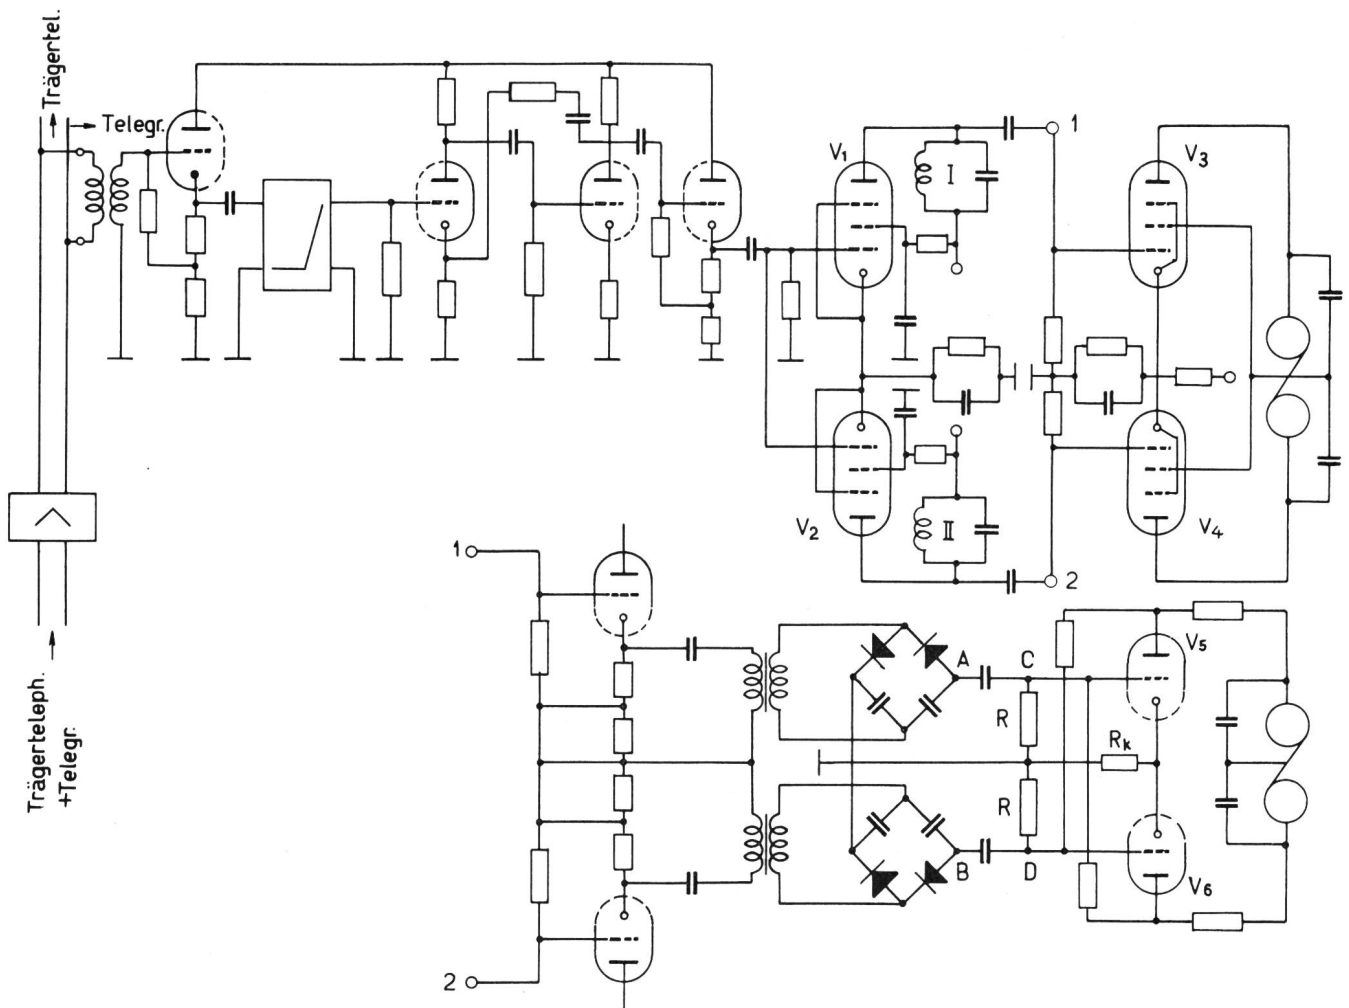 Trägertel.
Telegr.
V₁
I
1
V₃
V₂
II
2
V₄
1
Trägerteleph.
+Telegr.
A
C
V₅
R
Rₖ
R
B
D
V₆
2